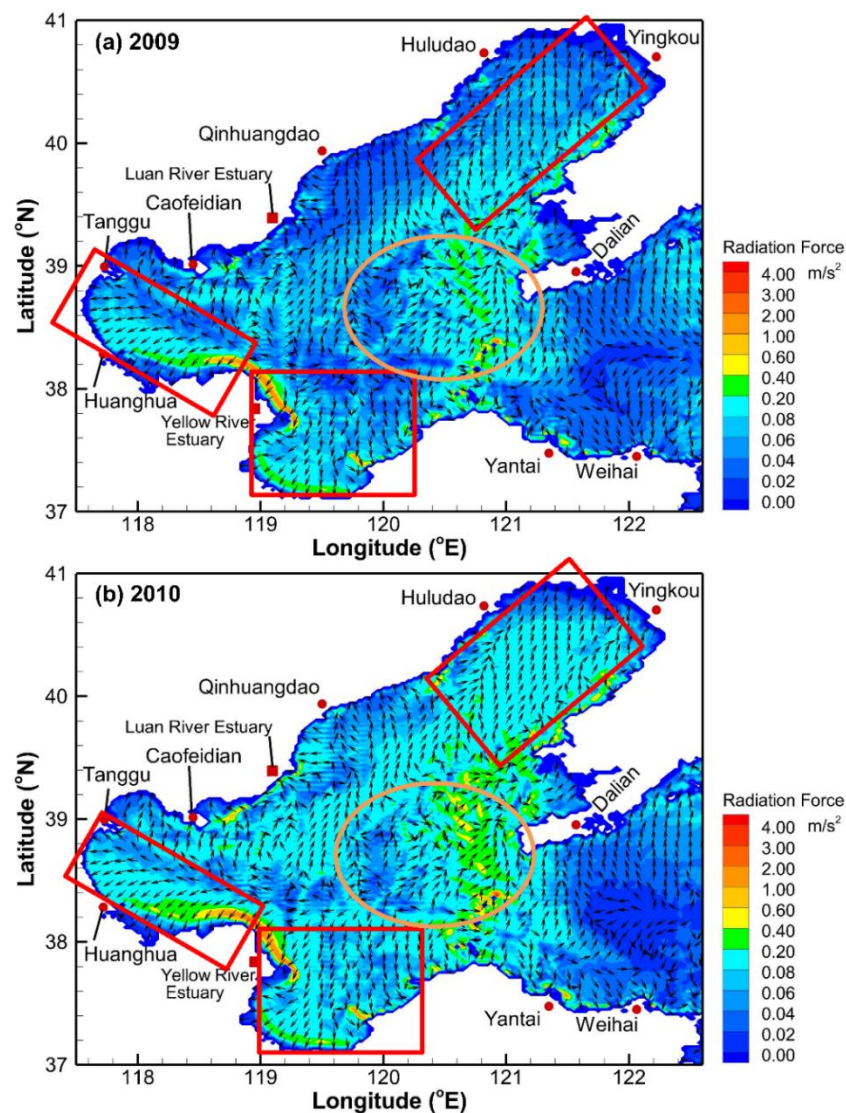 (a) 2009
Huludao
Yingkou
Qinhuangdao
Luan River Estuary
Caofeidian
Tanggu
Dalian
Huanghua
Yellow River
Estuary
Yantai
Weihai
41
40
39
38
37
Latitude (°N)
118
119
120
121
122
Longitude (°E)
Radiation Force
m/s²
4.00
3.00
2.00
1.00
0.60
0.40
0.20
0.08
0.06
0.04
0.02
0.00
(b) 2010
Huludao
Yingkou
Qinhuangdao
Luan River Estuary
Caofeidian
Tanggu
Dalian
Huanghua
Yellow River
Estuary
Yantai
Weihai
41
40
39
38
37
Latitude (°N)
118
119
120
121
122
Longitude (°E)
Radiation Force
m/s²
4.00
3.00
2.00
1.00
0.60
0.40
0.20
0.08
0.06
0.04
0.02
0.00